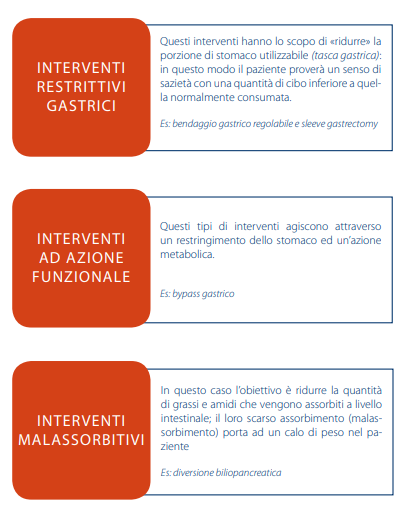 INTERVENTI
RESTRITTIVI
GASTRICI
Questi interventi hanno lo scopo di «ridurre» la
porzione di stomaco utilizzabile (tasca gastrica):
in questo modo il paziente proverà un senso di
sazietà con una quantità di cibo inferiore a quel-
la normalmente consumata.
Es: bendaggio gastrico regolabile e sleeve gastrectomy
INTERVENTI
AD AZIONE
FUNZIONALE
Questi tipi di interventi agiscono attraverso
un restringimento dello stomaco ed un'azione
metabolica.
Es: bypass gastrico
INTERVENTI
MALASSORBITIVI
In questo caso l'obiettivo è ridurre la quantità
di grassi e amidi che vengono assorbiti a livello
intestinale; il loro scarso assorbimento (malas-
sorbimento) porta ad un calo di peso nel pa-
ziente
Es: diversione biliopancreatica